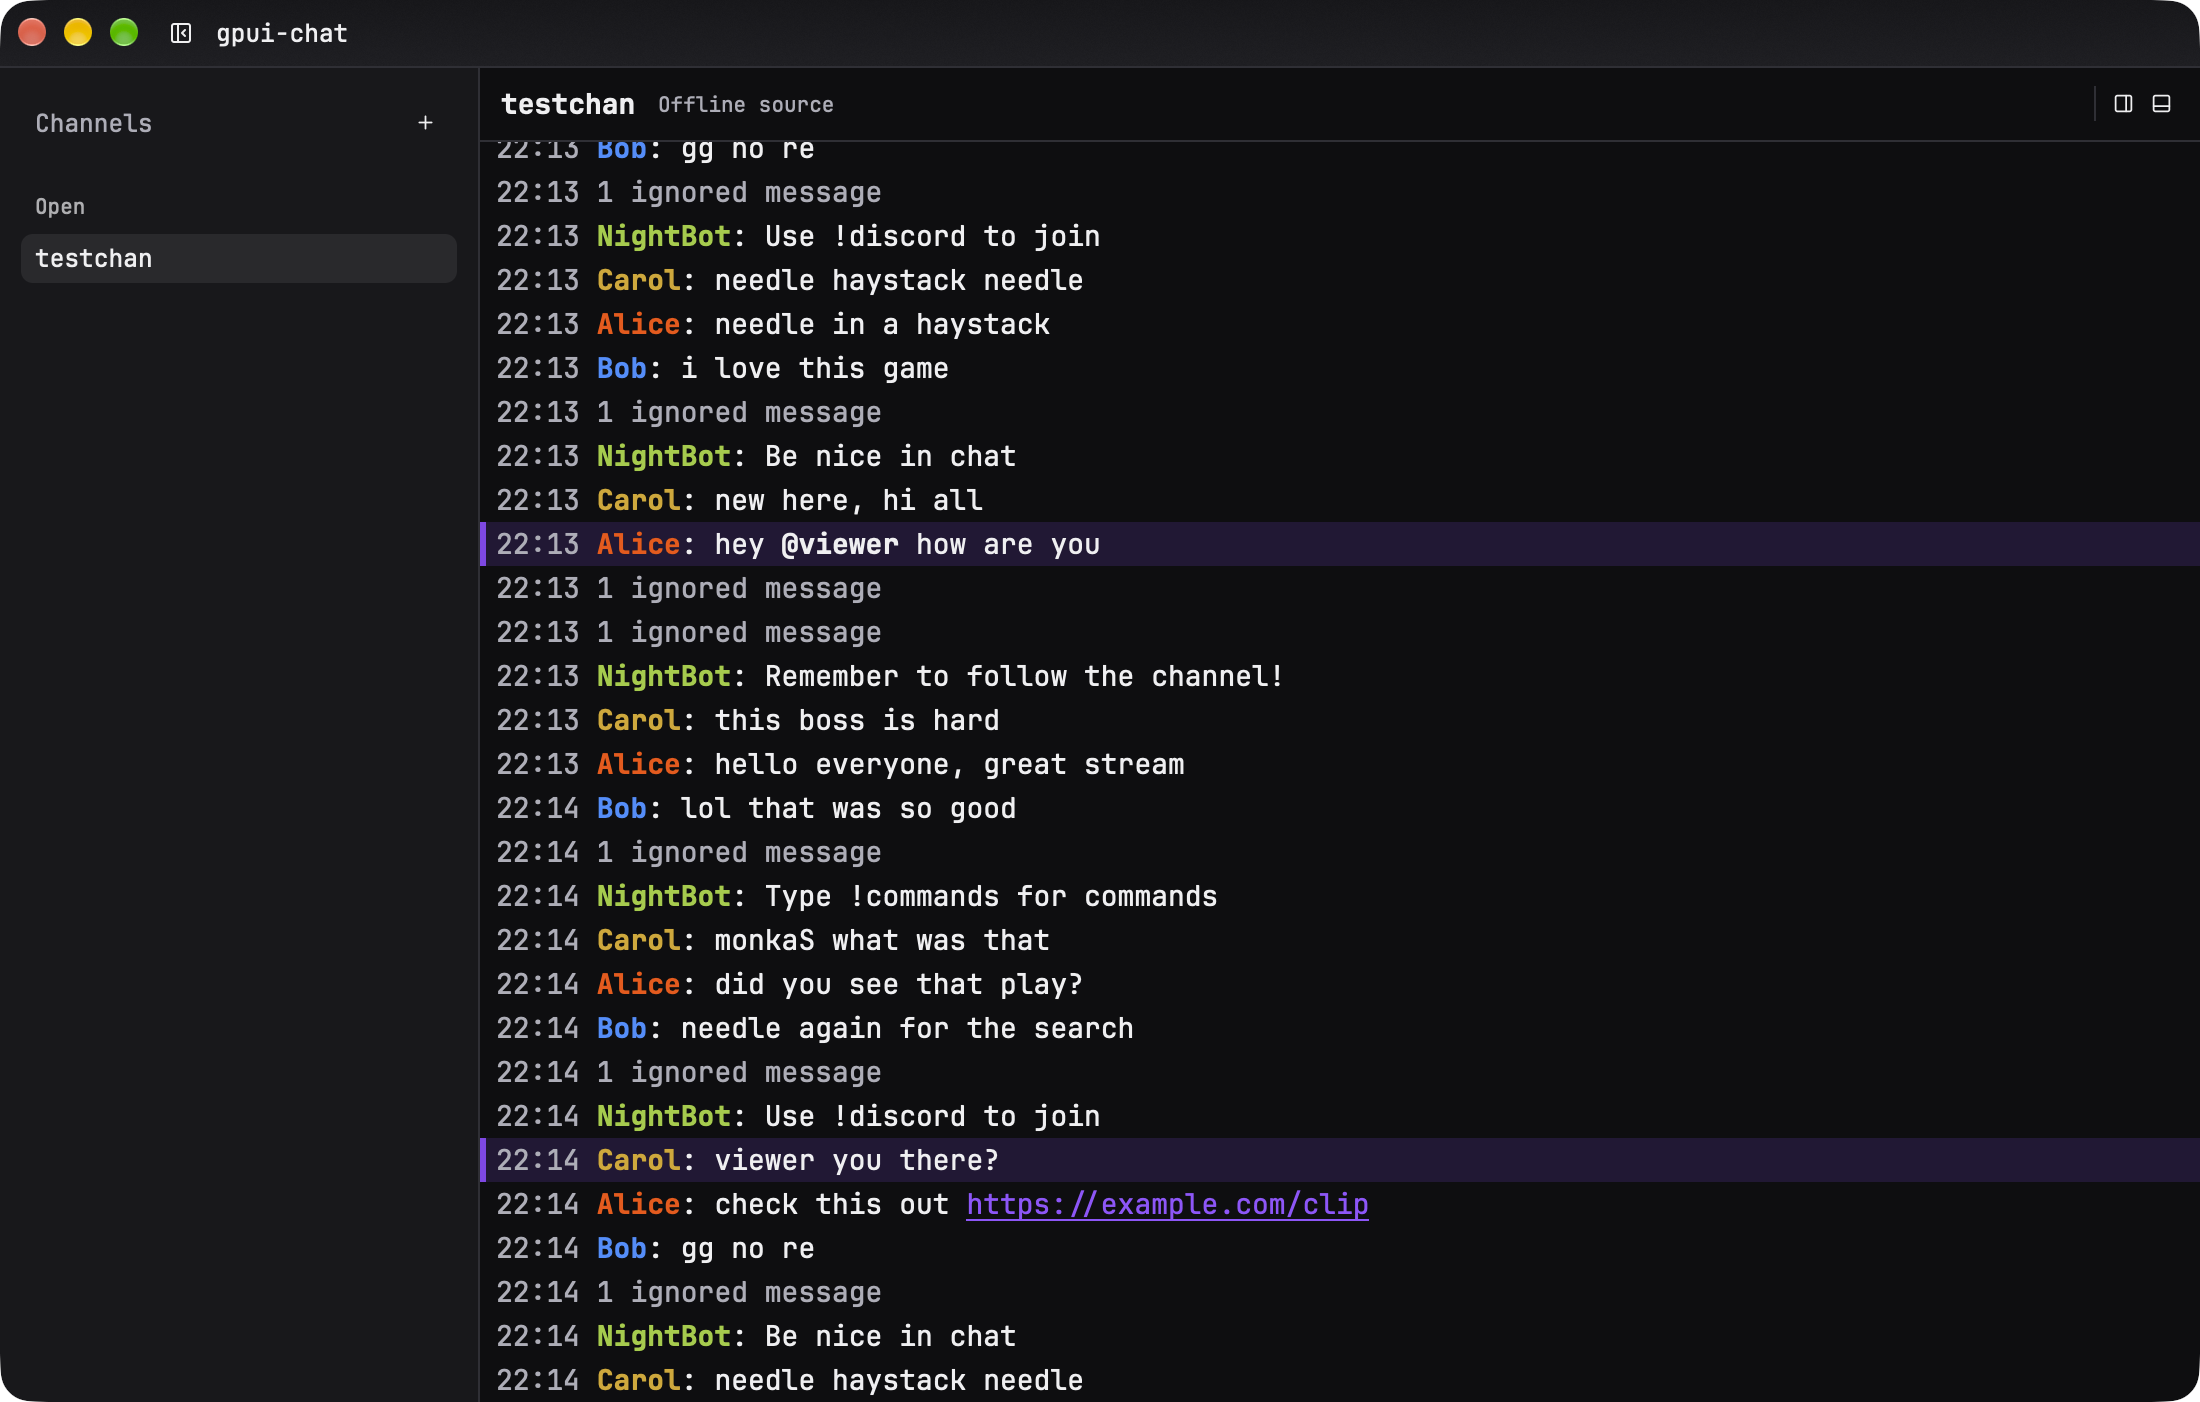 gpui-chat
Channels +
Open
testchan
testchan Offline source
22:13 Bob: gg no re
22:13 1 ignored message
22:13 NightBot: Use !discord to join
22:13 Carol: needle haystack needle
22:13 Alice: needle in a haystack
22:13 Bob: i love this game
22:13 1 ignored message
22:13 NightBot: Be nice in chat
22:13 Carol: new here, hi all
22:13 Alice: hey @viewer how are you
22:13 1 ignored message
22:13 1 ignored message
22:13 NightBot: Remember to follow the channel!
22:13 Carol: this boss is hard
22:13 Alice: hello everyone, great stream
22:14 Bob: lol that was so good
22:14 1 ignored message
22:14 NightBot: Type !commands for commands
22:14 Carol: monkaS what was that
22:14 Alice: did you see that play?
22:14 Bob: needle again for the search
22:14 1 ignored message
22:14 NightBot: Use !discord to join
22:14 Carol: viewer you there?
22:14 Alice: check this out https://example.com/clip
22:14 Bob: gg no re
22:14 1 ignored message
22:14 NightBot: Be nice in chat
22:14 Carol: needle haystack needle